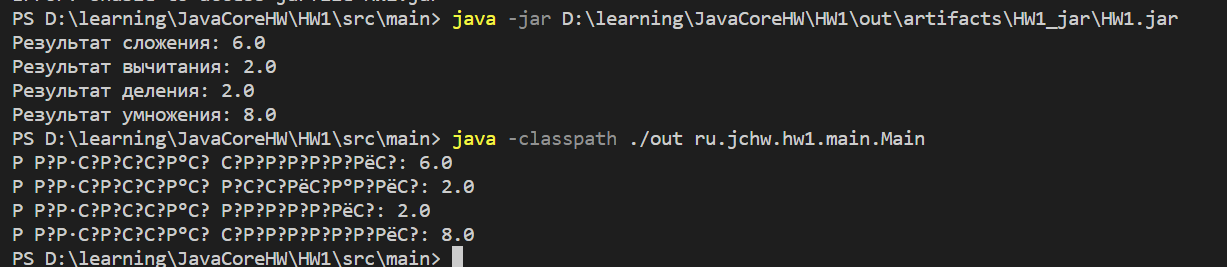 PS D:\learning\JavaCoreHW\HW1\src\main> java -jar D:\learning\JavaCoreHW\HW1\out\artifacts\HW1_jar\HW1.jar
Результат сложения: 6.0
Результат вычитания: 2.0
Результат деления: 2.0
Результат умножения: 8.0
PS D:\learning\JavaCoreHW\HW1\src\main> java -classpath ./out ru.jchw.hw1.main.Main
Р Р?Р·С?Р?С?С?Р°С? С?Р?Р?Р?Р?Р?РёС?: 6.0
Р Р?Р·С?Р?С?С?Р°С? Р?С?С?РёС?Р°Р?РёС?: 2.0
Р Р?Р·С?Р?С?С?Р°С? Р?Р?Р?Р?Р?РёС?: 2.0
Р Р?Р·С?Р?С?С?Р°С? С?Р?Р?Р?Р?Р?Р?РёС?: 8.0
PS D:\learning\JavaCoreHW\HW1\src\main>